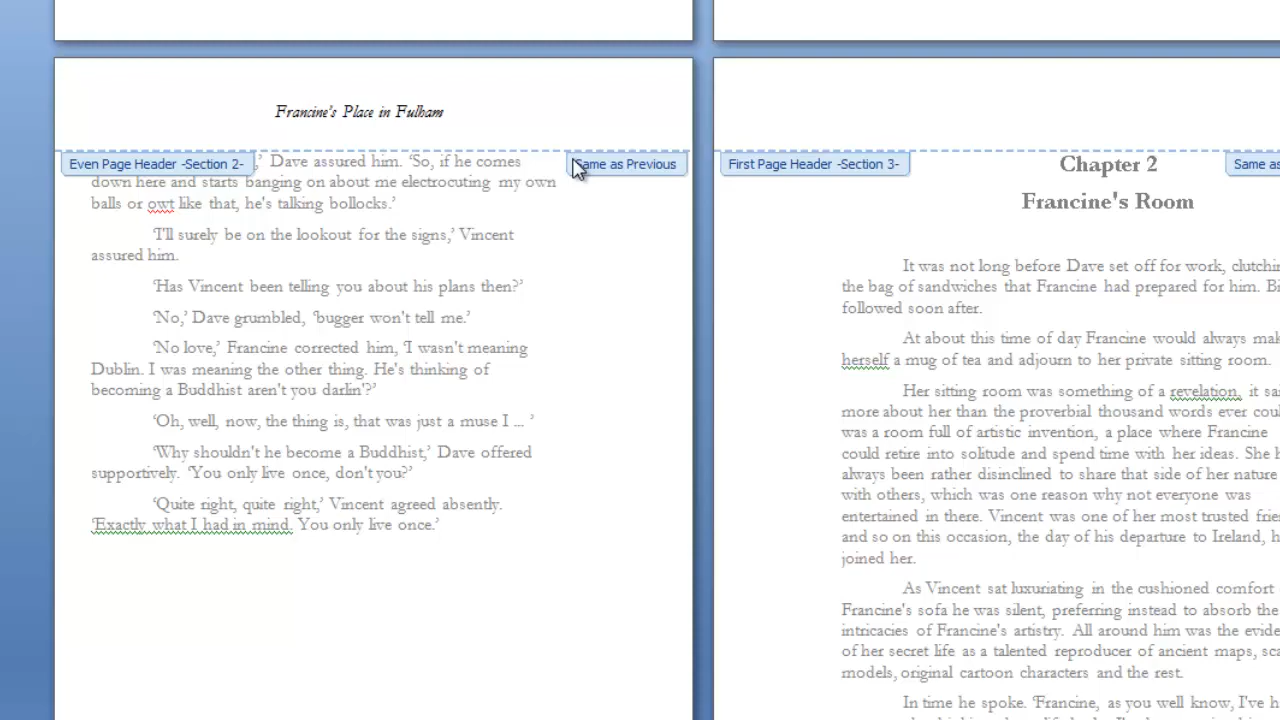 Francine's Place in Fulham
Even Page Header -Section 2-
Same as Previous
,’ Dave assured him. ‘So, if he comes
down here and starts banging on about me electrocuting my own
balls or owt like that, he's talking bollocks.’
‘I'll surely be on the lookout for the signs,’ Vincent
assured him.
‘Has Vincent been telling you about his plans then?’
‘No,’ Dave grumbled, ‘bugger won't tell me.’
‘No love,’ Francine corrected him, ‘I wasn't meaning
Dublin. I was meaning the other thing. He's thinking of
becoming a Buddhist aren't you darlin'?’
‘Oh, well, now, the thing is, that was just a muse I ... ’
‘Why shouldn't he become a Buddhist,’ Dave offered
supportively. ‘You only live once, don't you?’
‘Quite right, quite right,’ Vincent agreed absently.
‘Exactly what I had in mind. You only live once.’
First Page Header -Section 3-
Same as
Chapter 2
Francine's Room
It was not long before Dave set off for work, clutchin
the bag of sandwiches that Francine had prepared for him. Bi
followed soon after.
At about this time of day Francine would always mak
herself a mug of tea and adjourn to her private sitting room.
Her sitting room was something of a revelation, it sai
more about her than the proverbial thousand words ever coul
was a room full of artistic invention, a place where Francine
could retire into solitude and spend time with her ideas. She h
always been rather disinclined to share that side of her nature
with others, which was one reason why not everyone was
entertained in there. Vincent was one of her most trusted frie
and so on this occasion, the day of his departure to Ireland, h
joined her.
As Vincent sat luxuriating in the cushioned comfort
Francine's sofa he was silent, preferring instead to absorb the
intricacies of Francine's artistry. All around him was the evide
of her secret life as a talented reproducer of ancient maps, sca
models, original cartoon characters and the rest.
In time he spoke. ‘Francine, as you well know, I've h